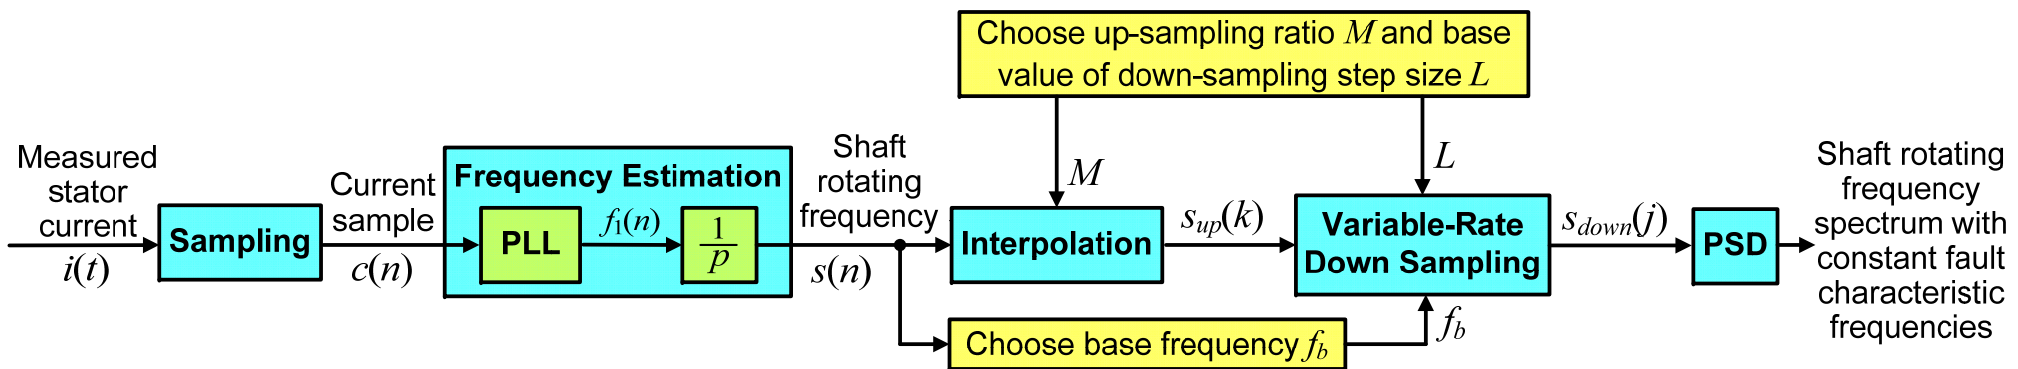 Choose up-sampling ratio M and base
value of down-sampling step size L
Measured
stator
current
i(t)
Sampling
Current
sample
c(n)
Frequency Estimation
PLL
f1(n)
1
p
Shaft
rotating
frequency
s(n)
M
Interpolation
sup(k)
L
Variable-Rate
Down Sampling
sdown(j)
PSD
Shaft rotating
frequency
spectrum with
constant fault
characteristic
frequencies
Choose base frequency fb
fb